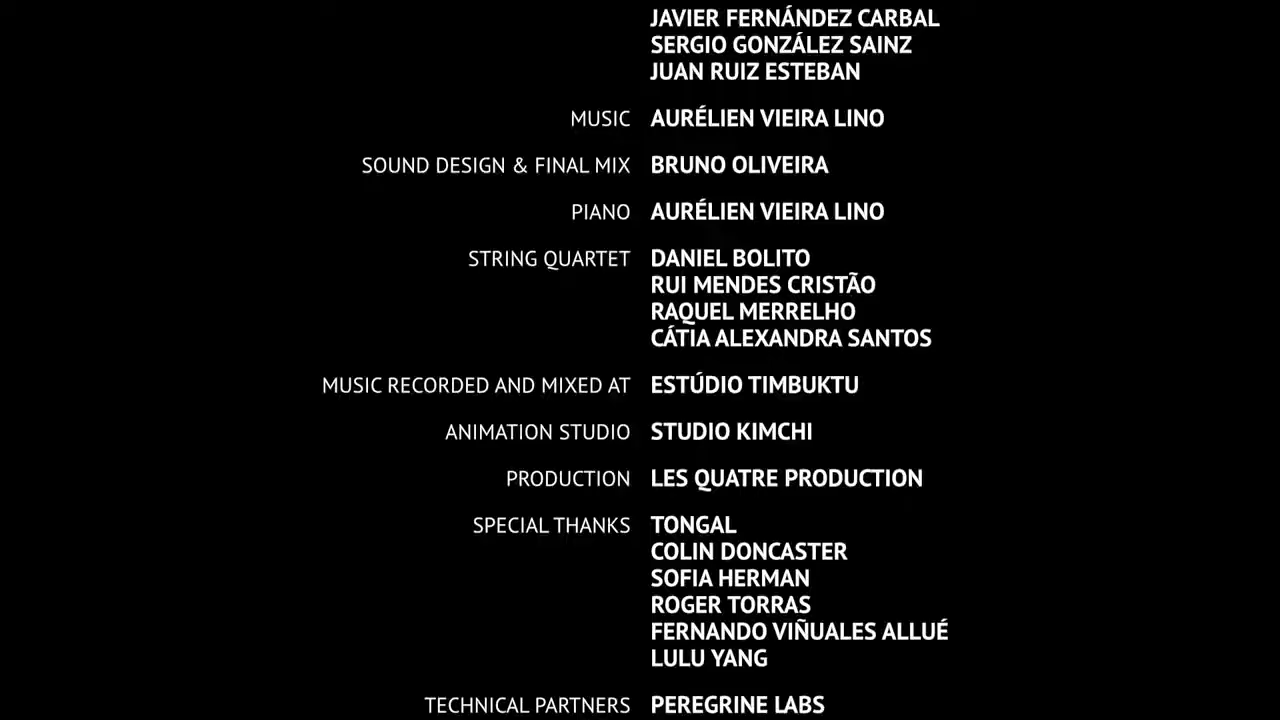 JAVIER FERNÁNDEZ CARBAL
SERGIO GONZÁLEZ SAINZ
JUAN RUIZ ESTEBAN
MUSIC AURÉLIEN VIEIRA LINO
SOUND DESIGN & FINAL MIX BRUNO OLIVEIRA
PIANO AURÉLIEN VIEIRA LINO
STRING QUARTET DANIEL BOLITO
RUI MENDES CRISTÃO
RAQUEL MERRELHO
CÁTIA ALEXANDRA SANTOS
MUSIC RECORDED AND MIXED AT ESTÚDIO TIMBUKTU
ANIMATION STUDIO STUDIO KIMCHI
PRODUCTION LES QUATRE PRODUCTION
SPECIAL THANKS TONGAL
COLIN DONCASTER
SOFIA HERMAN
ROGER TORRAS
FERNANDO VIÑUALES ALLUÉ
LULU YANG
TECHNICAL PARTNERS PEREGRINE LABS